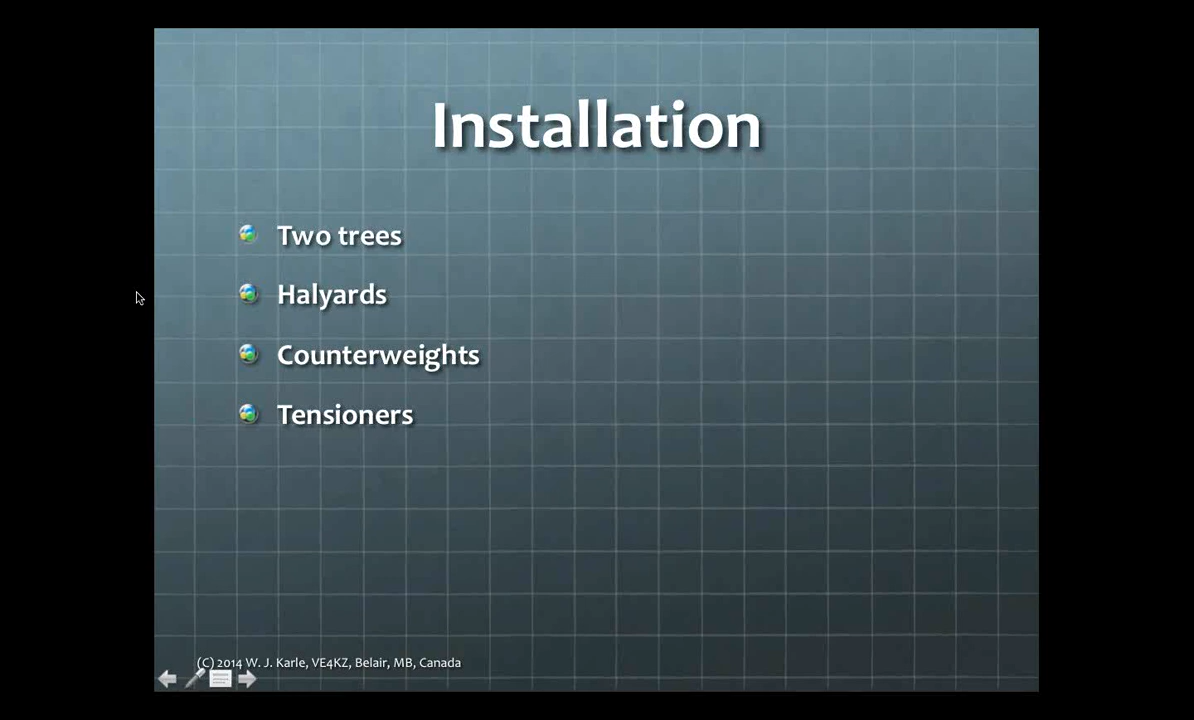 Installation
Two trees
Halyards
Counterweights
Tensioners
(C) 2014 W. J. Karle, VE4KZ, Belair, MB, Canada